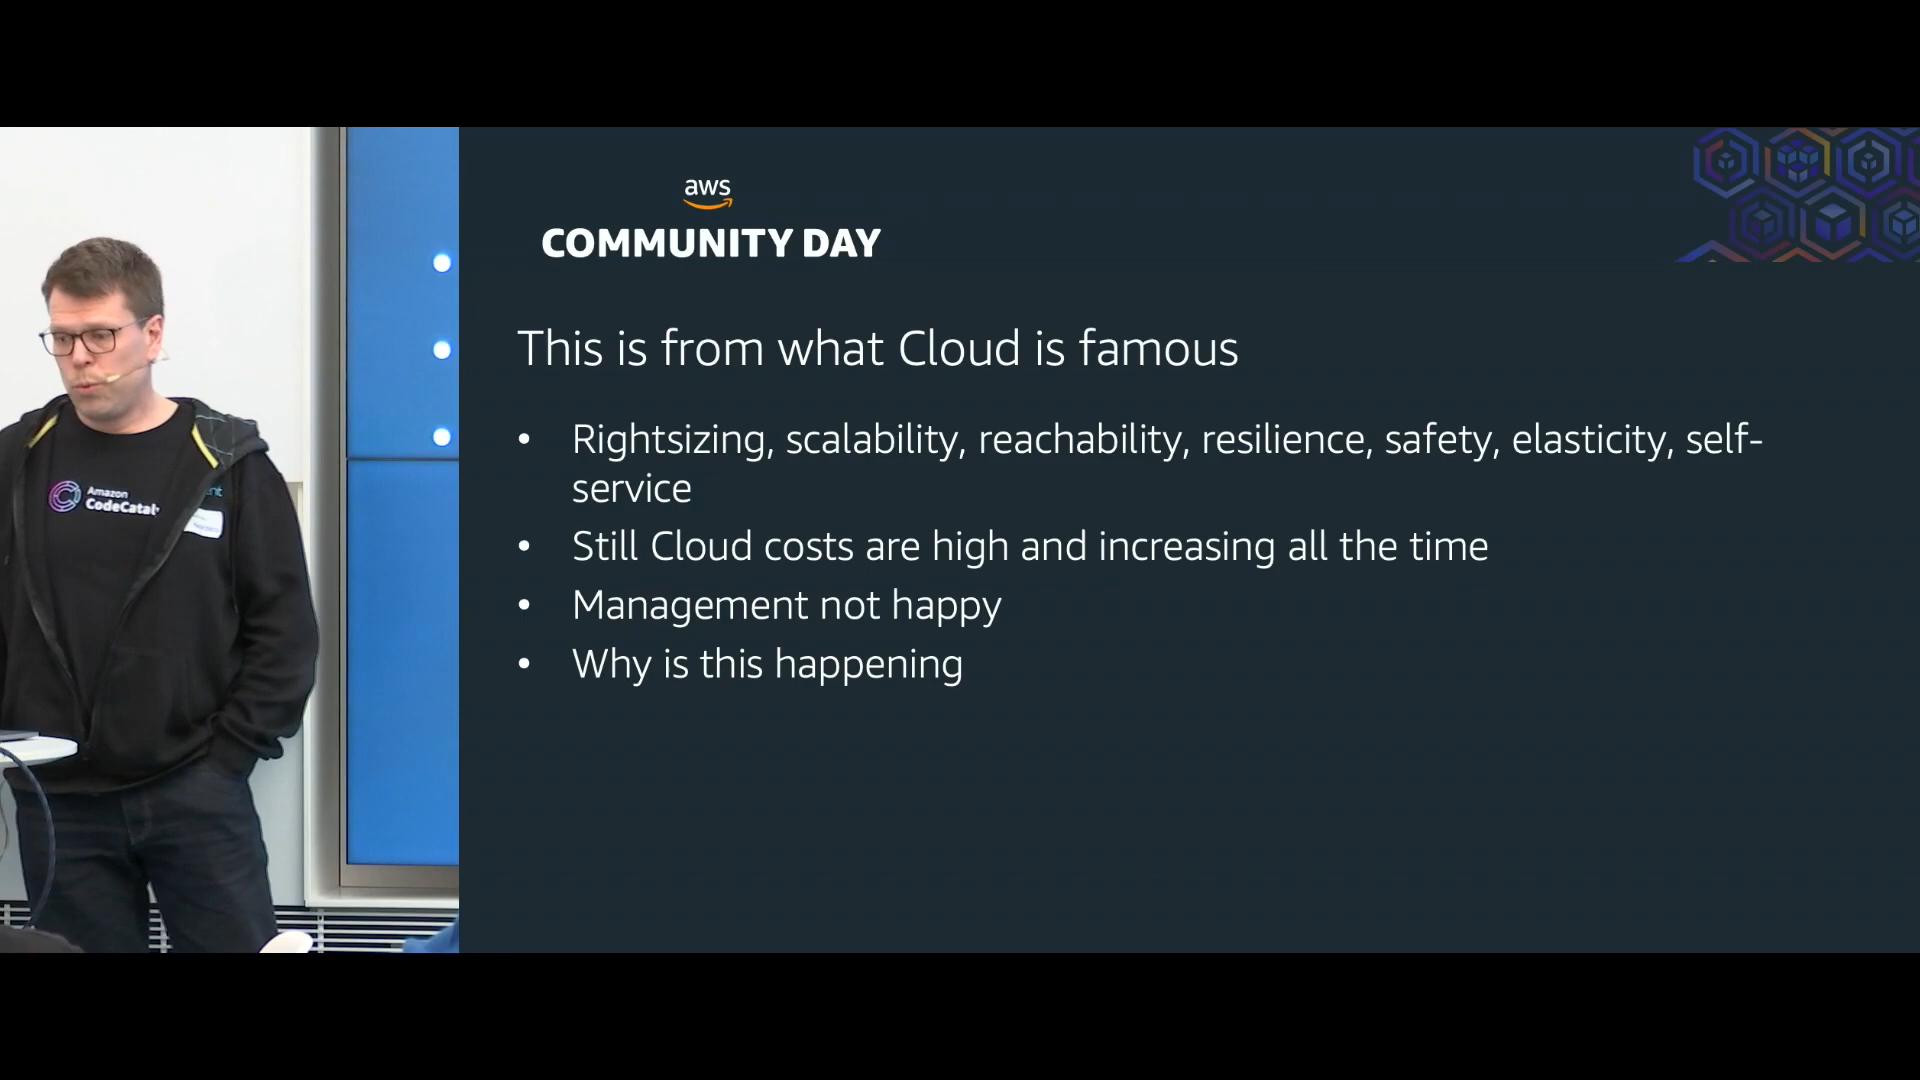 aws
COMMUNITY DAY
This is from what Cloud is famous
• Rightsizing, scalability, reachability, resilience, safety, elasticity, self-
service
• Still Cloud costs are high and increasing all the time
• Management not happy
• Why is this happening
Amazon